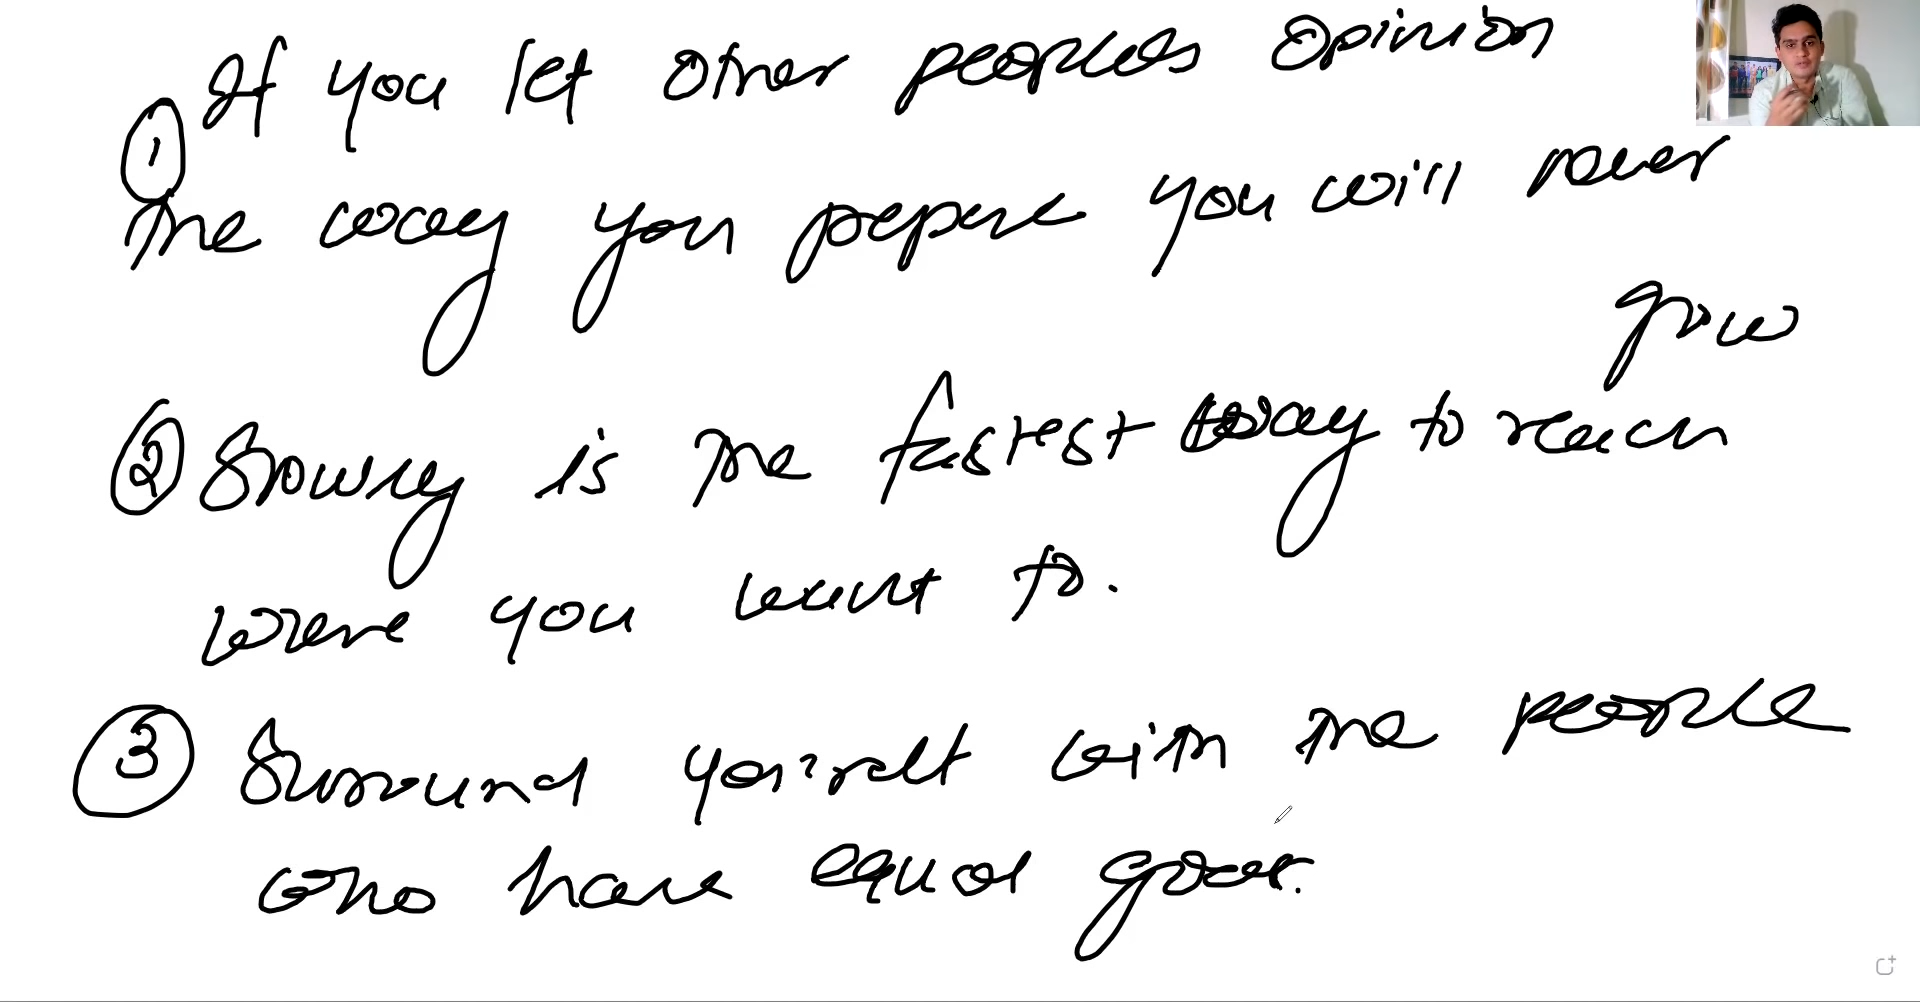 If you let other peoples opinion
①
the way you prepare you will never
grow
② Slowly is the fastest way to reach
where you want to.
③ Surround yourself with the people
who have equal goal.